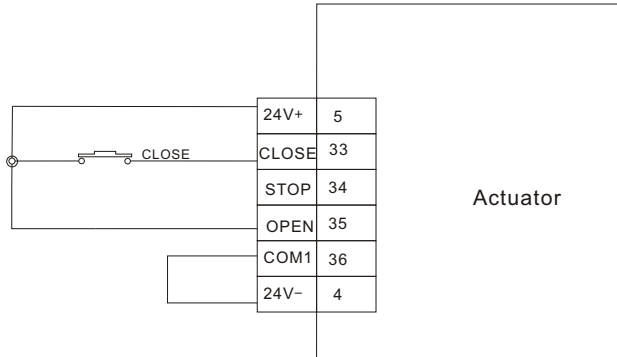 24V+ 5
CLOSE CLOSE 33
STOP 34
Actuator
OPEN 35
COM1 36
24V− 4